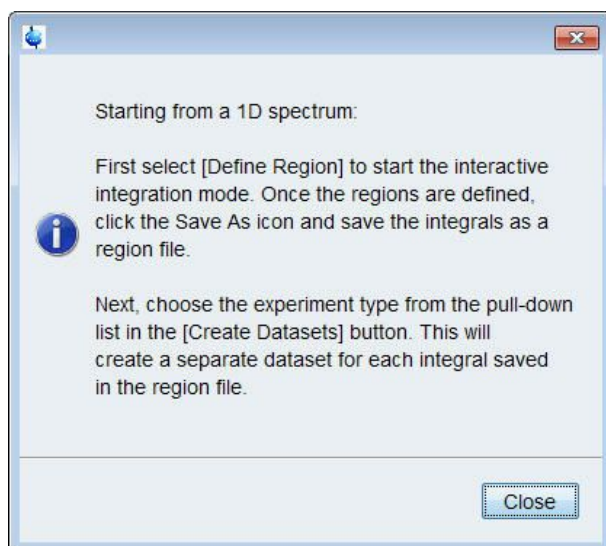 Starting from a 1D spectrum:
First select [Define Region] to start the interactive
integration mode. Once the regions are defined,
click the Save As icon and save the integrals as a
region file.
Next, choose the experiment type from the pull-down
list in the [Create Datasets] button. This will
create a separate dataset for each integral saved
in the region file.
Close